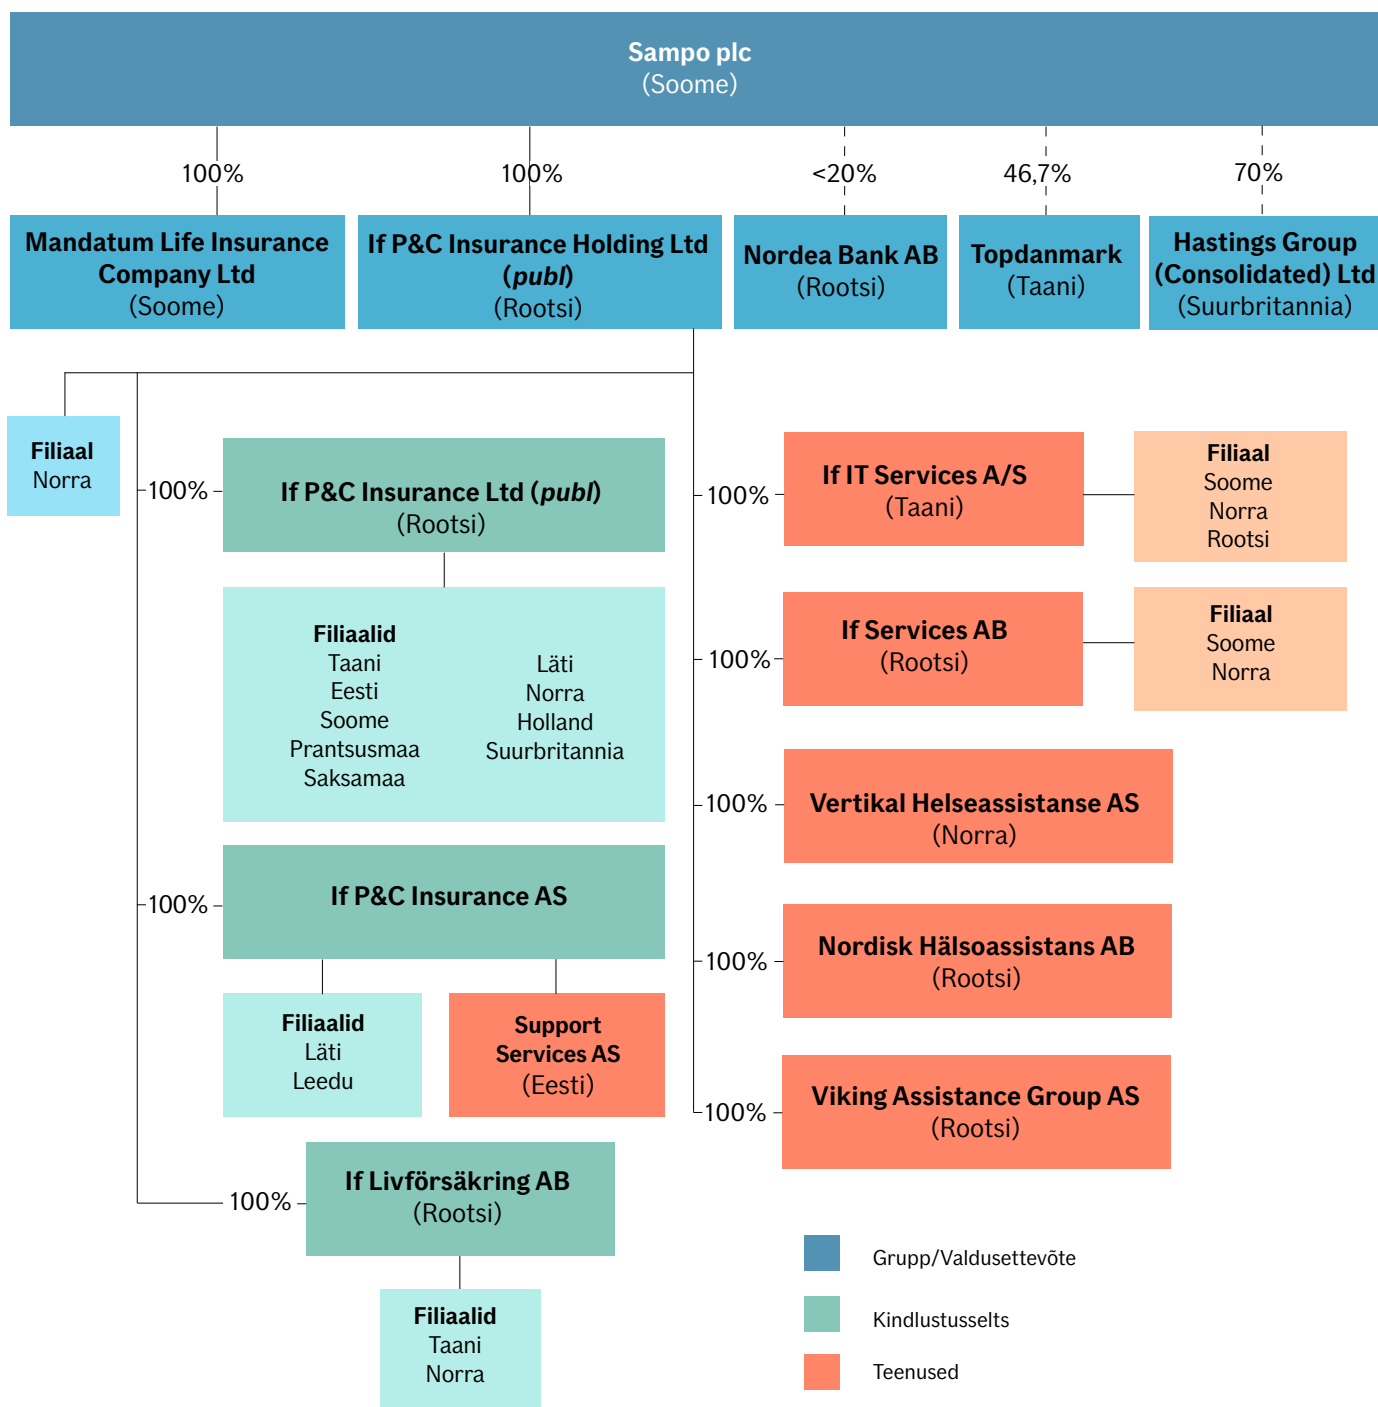 Sampo plc
(Soome)
100%
100%
<20%
46,7%
70%
Mandatum Life Insurance
Company Ltd
(Soome)
If P&C Insurance Holding Ltd
(publ)
(Rootsi)
Nordea Bank AB
(Rootsi)
Topdanmark
(Taani)
Hastings Group
(Consolidated) Ltd
(Suurbritannia)
Filiaal
Norra
100%
If P&C Insurance Ltd (publ)
(Rootsi)
Filiaalid
Taani
Eesti
Soome
Prantsusmaa
Saksamaa
Läti
Norra
Holland
Suurbritannia
100%
If P&C Insurance AS
Filiaalid
Läti
Leedu
Support
Services AS
(Eesti)
100%
If Livförsäkring AB
(Rootsi)
Filiaalid
Taani
Norra
100%
If IT Services A/S
(Taani)
Filiaal
Soome
Norra
Rootsi
100%
If Services AB
(Rootsi)
Filiaal
Soome
Norra
100%
Vertikal Helseassistanse AS
(Norra)
100%
Nordisk Hälsoassistans AB
(Rootsi)
100%
Viking Assistance Group AS
(Rootsi)
Grupp/Valdusettevõte
Kindlustusselts
Teenused